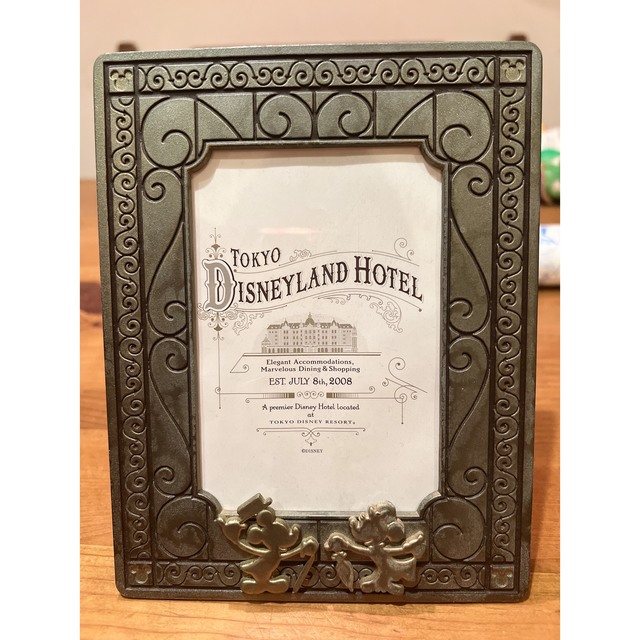 TOKYO
DISNEYLAND HOTEL
Elegant Accommodations,
Marvelous Dining & Shopping
EST. JULY 8th, 2008
A premier Disney Hotel located
at
TOKYO DISNEY RESORT®
©DISNEY